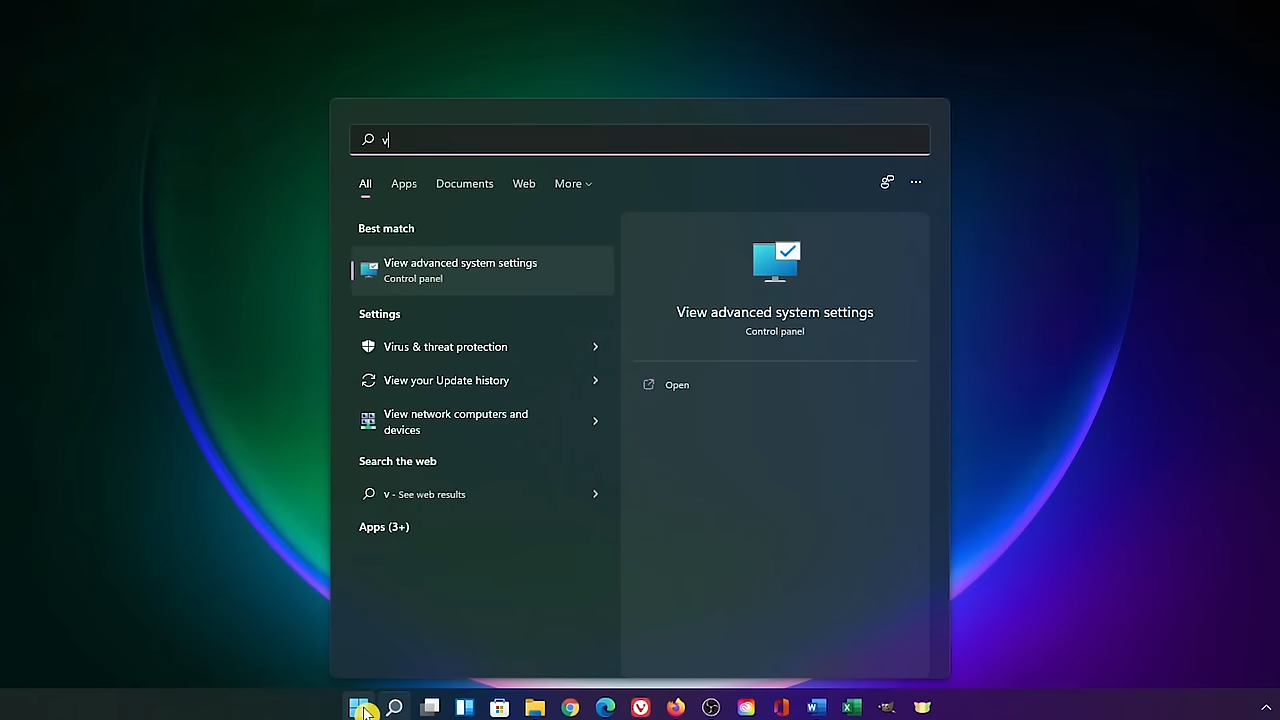 v
All Apps Documents Web More
Best match
View advanced system settings
Control panel
Settings
Virus & threat protection
View your Update history
View network computers and
devices
Search the web
v - See web results
Apps (3+)
View advanced system settings
Control panel
Open